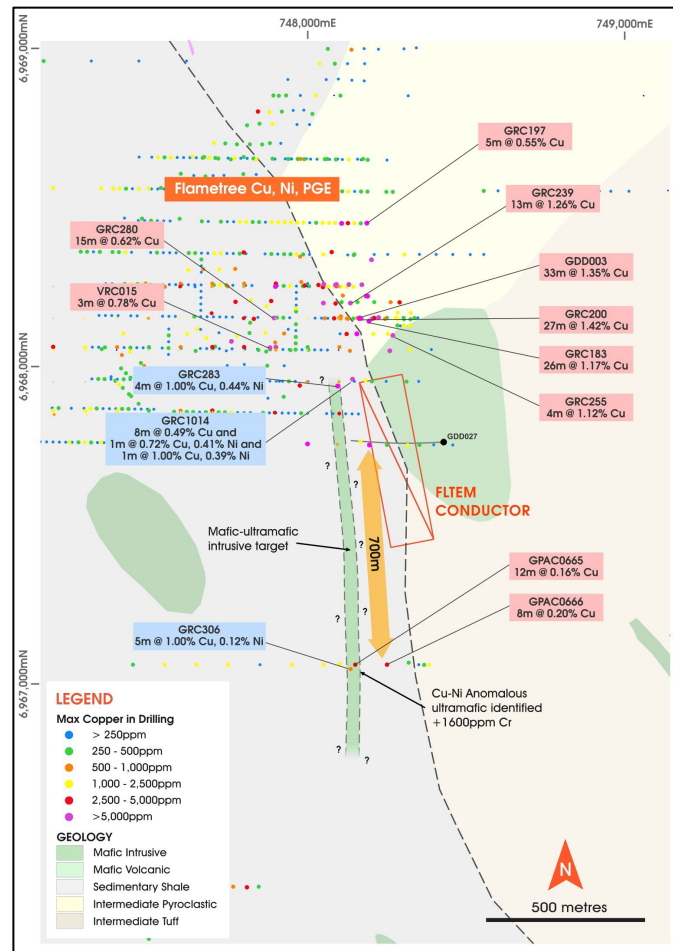 748,000mE
749,000mE
6,969,000mN
GRC197
5m @ 0.55% Cu
Flametree Cu, Ni, PGE
GRC239
13m @ 1.26% Cu
GRC280
15m @ 0.62% Cu
GDD003
33m @ 1.35% Cu
VRC015
3m @ 0.78% Cu
GRC200
27m @ 1.42% Cu
GRC183
26m @ 1.17% Cu
6,968,000mN
GRC283
4m @ 1.00% Cu, 0.44% Ni
?
?
GRC255
4m @ 1.12% Cu
GRC1014
8m @ 0.49% Cu and
1m @ 0.72% Cu, 0.41% Ni and
1m @ 1.00% Cu, 0.39% Ni
GDD027
?
?
FLTEM
CONDUCTOR
Mafic-ultramafic
intrusive target
?
?
700m
GPAC0665
12m @ 0.16% Cu
?
?
GPAC0666
8m @ 0.20% Cu
GRC306
5m @ 1.00% Cu, 0.12% Ni
6,967,000mN
Cu-Ni Anomalous
ultramafic identified
+1600ppm Cr
?
?
LEGEND
Max Copper in Drilling
> 250ppm
250 - 500ppm
500 - 1,000ppm
1,000 - 2,500ppm
2,500 - 5,000ppm
>5,000ppm
GEOLOGY
Mafic Intrusive
Mafic Volcanic
Sedimentary Shale
Intermediate Pyroclastic
Intermediate Tuff
N
500 metres